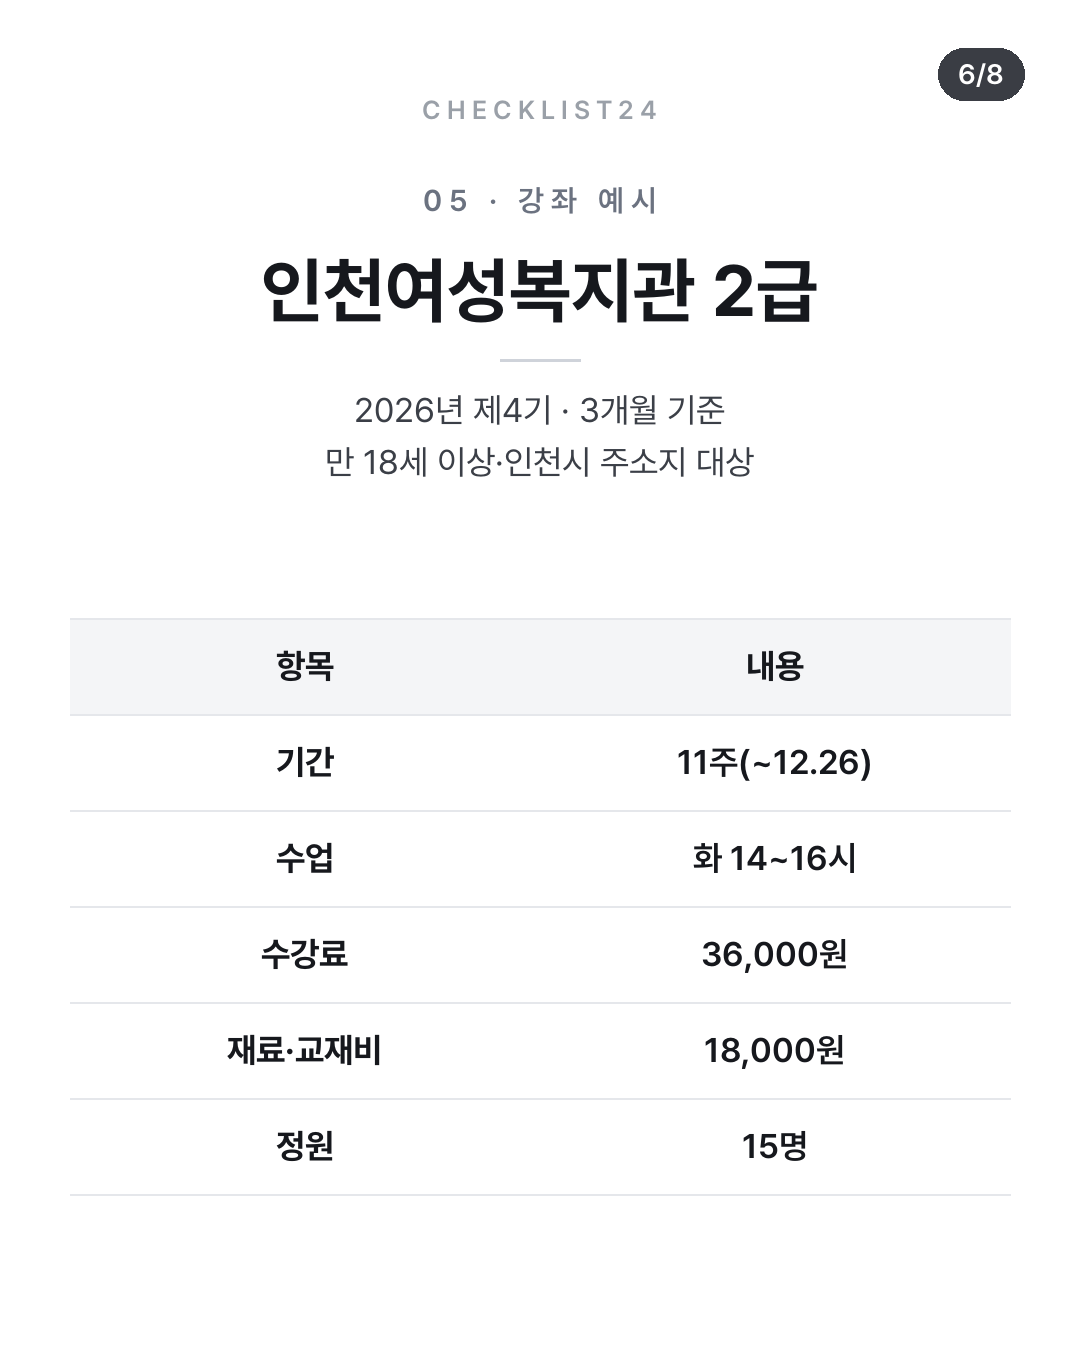 6/8
CHECKLIST24
05 · 강좌 예시
인천여성복지관 2급
2026년 제4기 · 3개월 기준
만 18세 이상·인천시 주소지 대상
항목 내용
기간 11주(~12.26)
수업 화 14~16시
수강료 36,000원
재료·교재비 18,000원
정원 15명